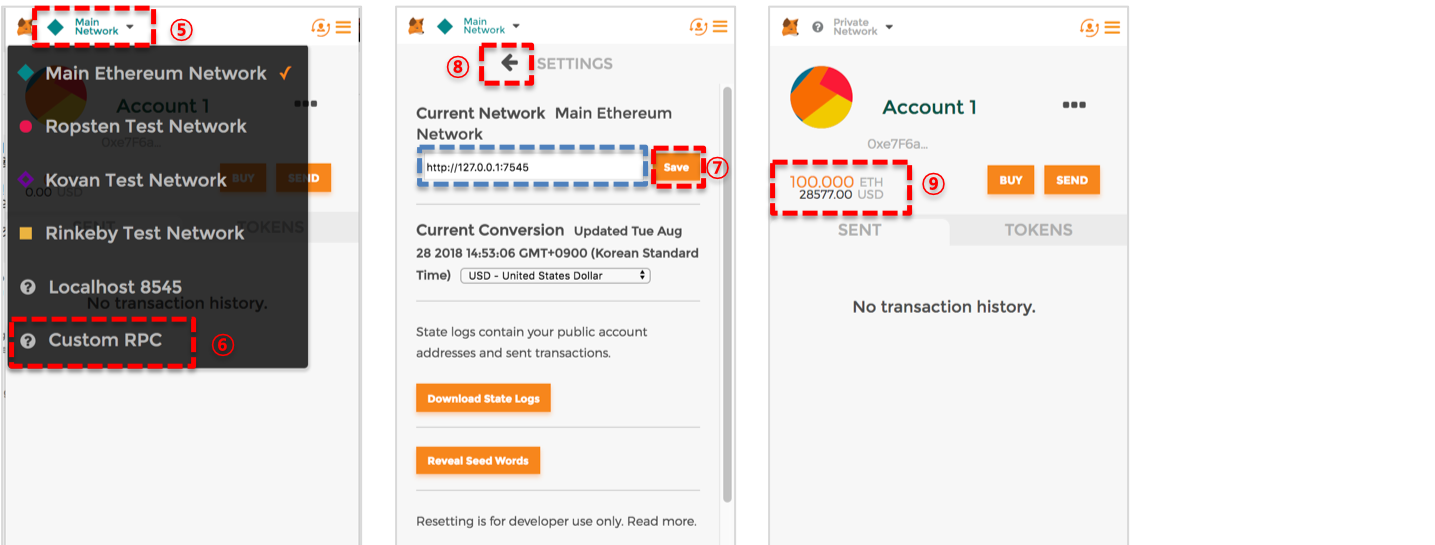 Main
Network
⑤
Main Ethereum Network
Account 1
Ropsten Test Network
0xe7F6a...
Kovan Test Network
BUY
SEND
0.00 USD
SENT
TOKENS
Rinkeby Test Network
Localhost 8545
No transaction history.
Custom RPC
⑥
Main
Network
⑧
SETTINGS
Current Network Main Ethereum
Network
http://127.0.0.1:7545
Save
⑦
Current Conversion Updated Tue Aug
28 2018 14:53:06 GMT+0900 (Korean Standard
Time) USD - United States Dollar
State logs contain your public account
addresses and sent transactions.
Download State Logs
Reveal Seed Words
Resetting is for developer use only. Read more.
Private
Network
Account 1
0xe7F6a...
100.000 ETH
28577.00 USD
⑨
BUY
SEND
SENT
TOKENS
No transaction history.